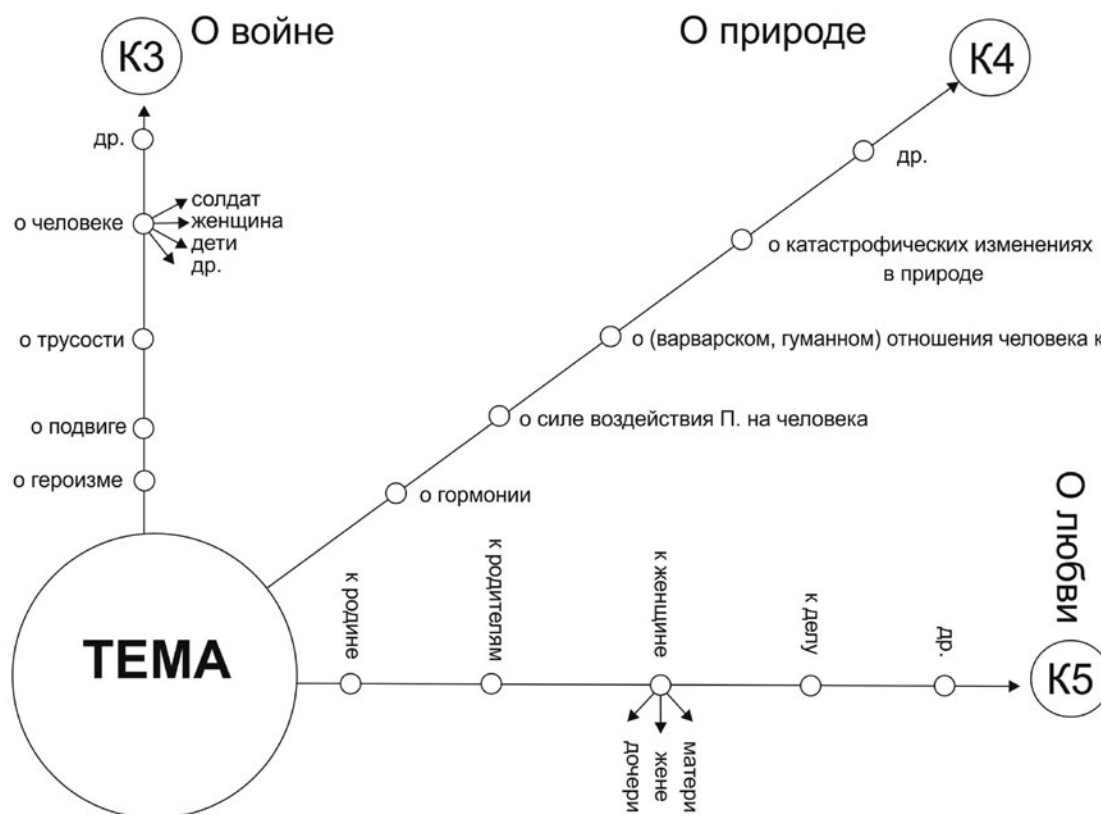 К3
О войне
др.
о человеке
солдат
женщина
дети
др.
о трусости
о подвиге
о героизме
О природе
К4
др.
о катастрофических изменениях
в природе
о (варварском, гуманном) отношения человека к
о силе воздействия П. на человека
о гормонии
ТЕМА
к родине
к родителям
к женщине
дочери
жене
матери
к делу
др.
О любви
К5